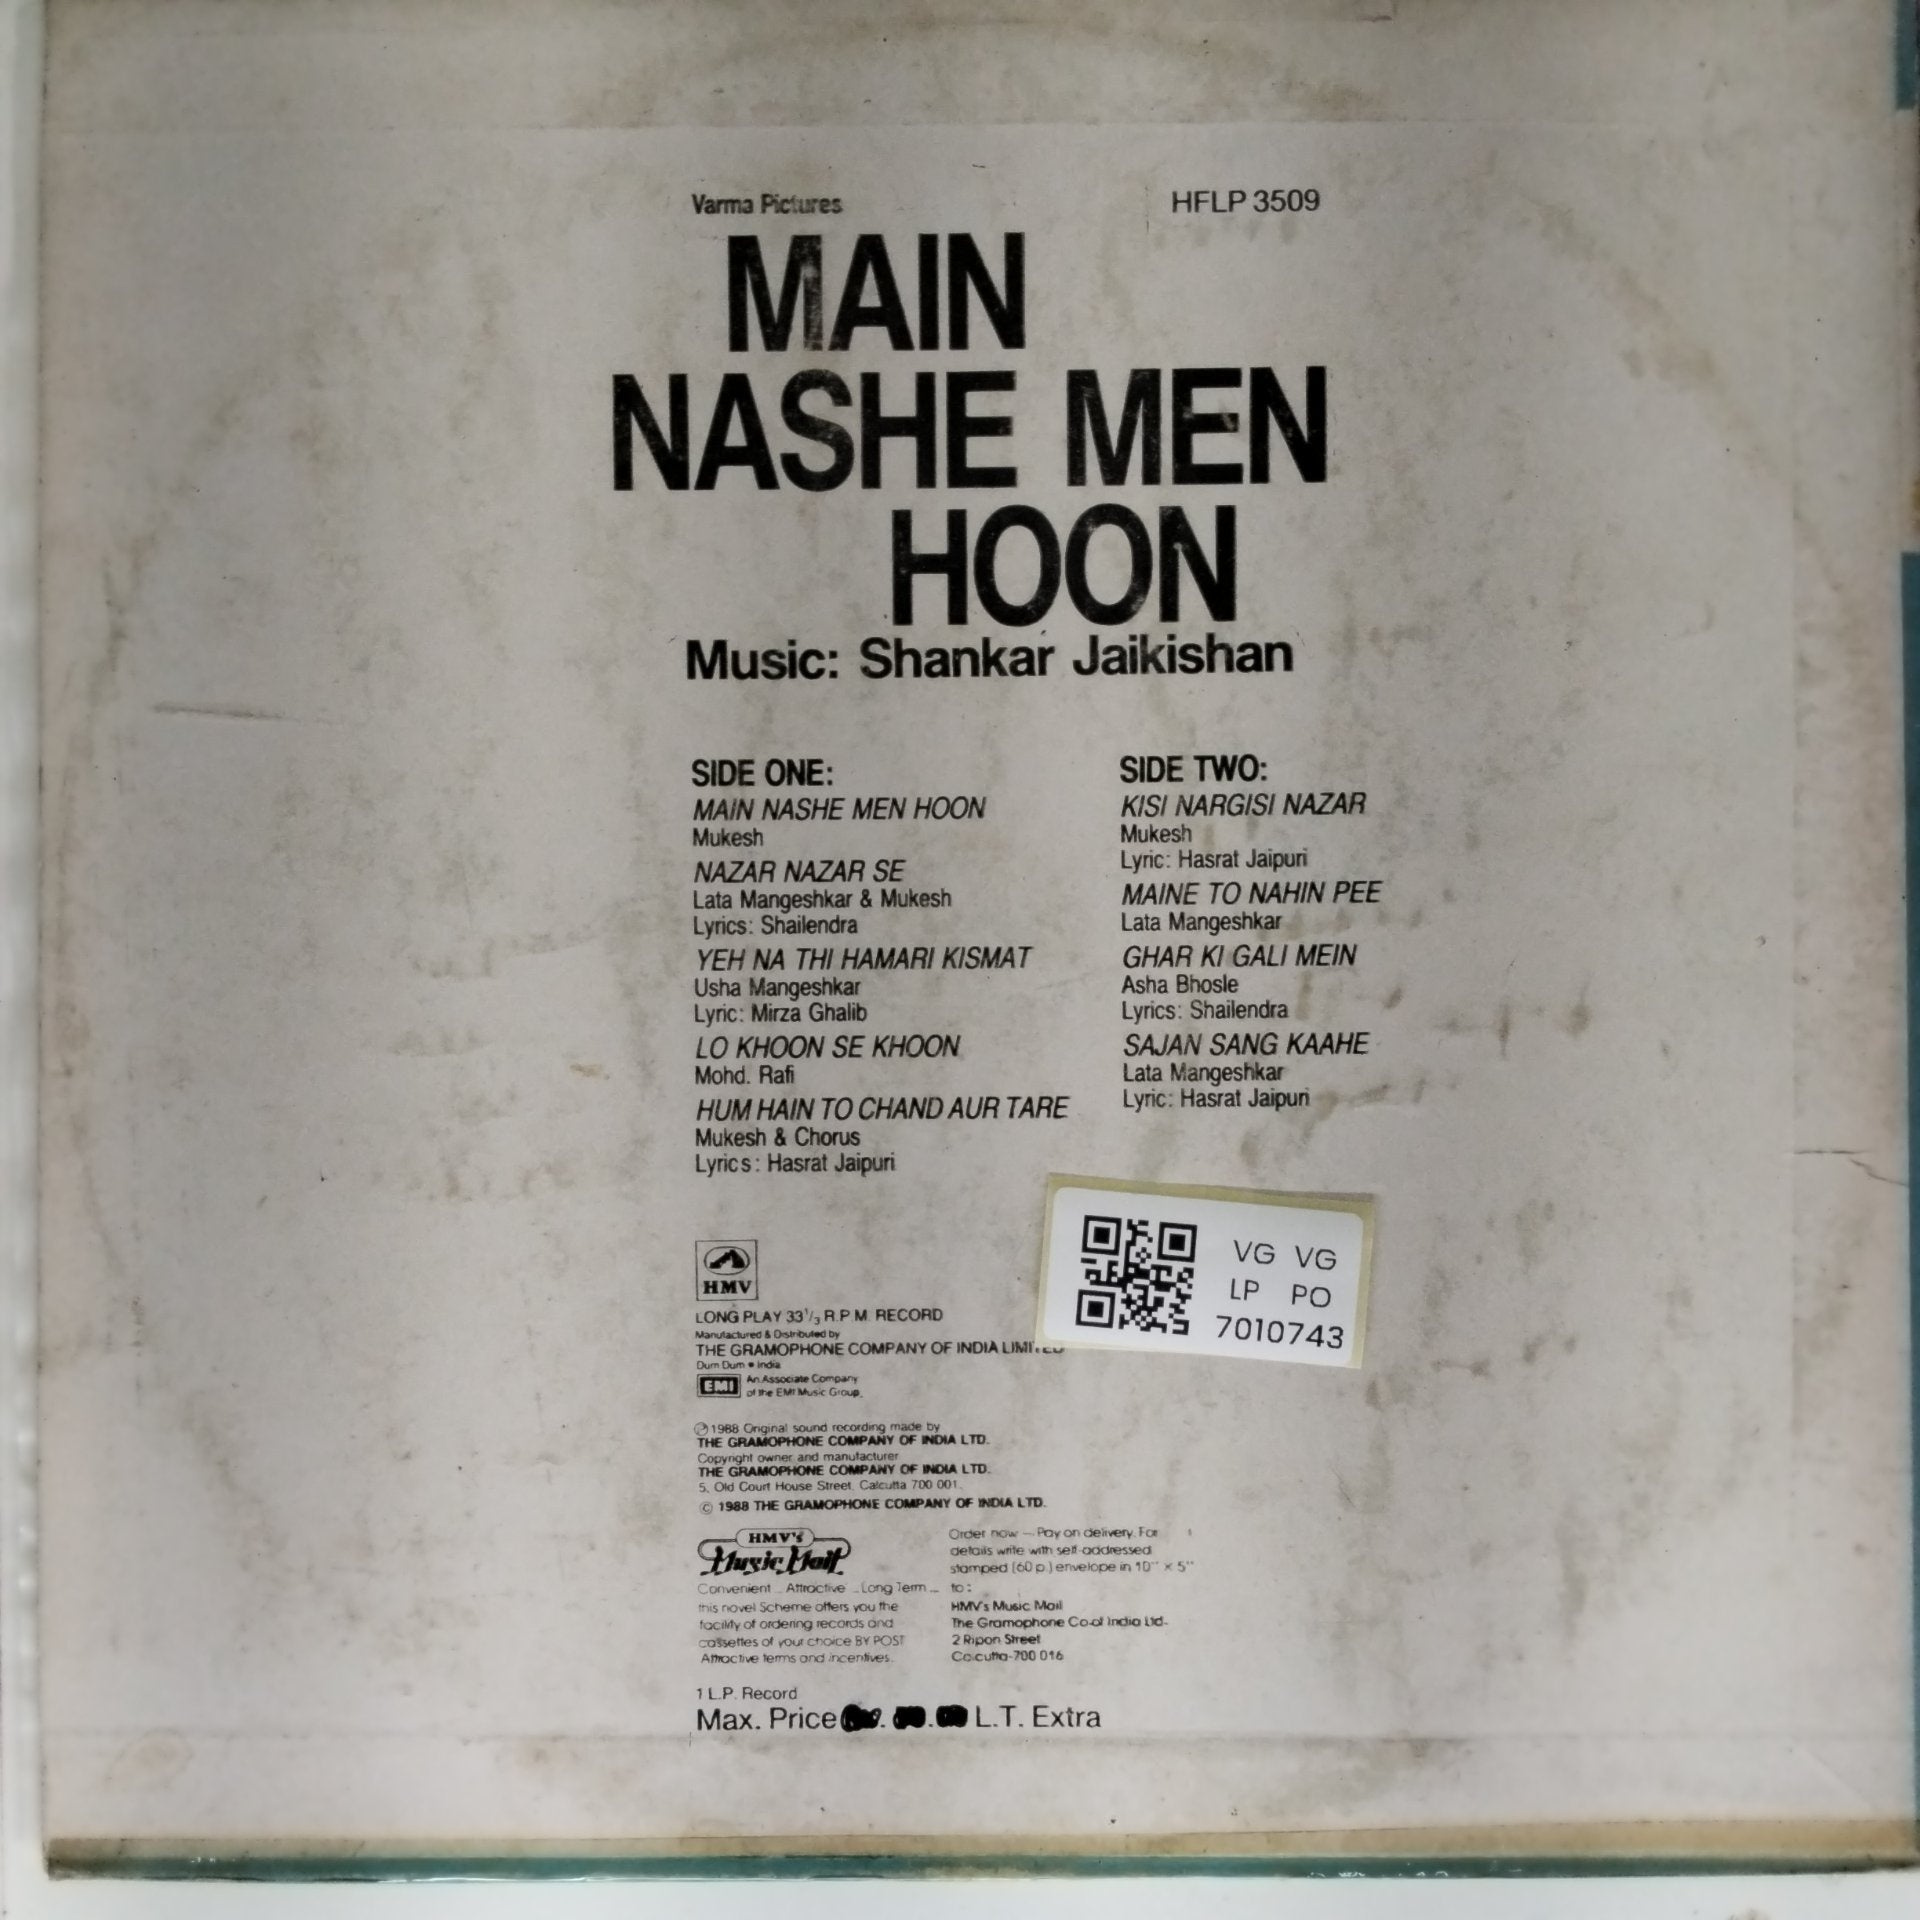 Varma Pictures
HFLP 3509
MAIN
NASHE MEN
HOON
Music: Shankar Jaikishan
SIDE ONE:
MAIN NASHE MEN HOON
Mukesh
NAZAR NAZAR SE
Lata Mangeshkar & Mukesh
Lyrics: Shailendra
YEH NA THI HAMARI KISMAT
Usha Mangeshkar
Lyric: Mirza Ghalib
LO KHOON SE KHOON
Mohd. Rafi
HUM HAIN TO CHAND AUR TARE
Mukesh & Chorus
Lyrics: Hasrat Jaipuri
SIDE TWO:
KISI NARGISI NAZAR
Mukesh
Lyric: Hasrat Jaipuri
MAINE TO NAHIN PEE
Lata Mangeshkar
GHAR KI GALI MEIN
Asha Bhosle
Lyrics: Shailendra
SAJAN SANG KAAHE
Lata Mangeshkar
Lyric: Hasrat Jaipuri
VG VG
LP PO
7010743
HMV
LONG PLAY 33 1/3 R.P.M. RECORD
Manufactured & Distributed by
THE GRAMOPHONE COMPANY OF INDIA LIMITED
Dum Dum • India
EMI
An Associate Company
of the EMI Music Group.
Ⓟ 1988 Original sound recording made by
THE GRAMOPHONE COMPANY OF INDIA LTD.
Copyright owner and manufacturer
THE GRAMOPHONE COMPANY OF INDIA LTD.
5, Old Court House Street, Calcutta 700 001.
© 1988 THE GRAMOPHONE COMPANY OF INDIA LTD.
HMV's
Music Mail
Convenient... Attractive ...Long Term ...
this novel Scheme offers you the
facility of ordering records and
cassettes of your choice BY POST
Attractive terms and incentives.
Order now — Pay on delivery. For
details write with self-addressed
stamped (60 p.) envelope in 10" × 5"
to:
HMV's Music Mail
The Gramophone Co. of India Ltd.
2 Ripon Street
Calcutta-700 016
1 L.P. Record
Max. Price L.T. Extra